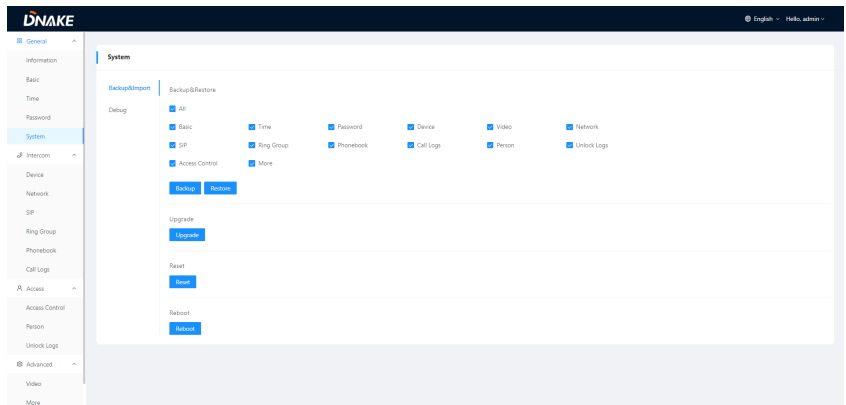 DNAKE
English
Hello, admin
General
Information
Basic
Time
Password
System
Intercom
Device
Network
SIP
Ring Group
Phonebook
Call Logs
Access
Access Control
Person
Unlock Logs
Advanced
Video
More
System
Backup&Import
Debug
Backup&Restore
All
Basic Time Password Device Video Network
SIP Ring Group Phonebook Call Logs Person Unlock Logs
Access Control More
Backup Restore
Upgrade
Upgrade
Reset
Reset
Reboot
Reboot